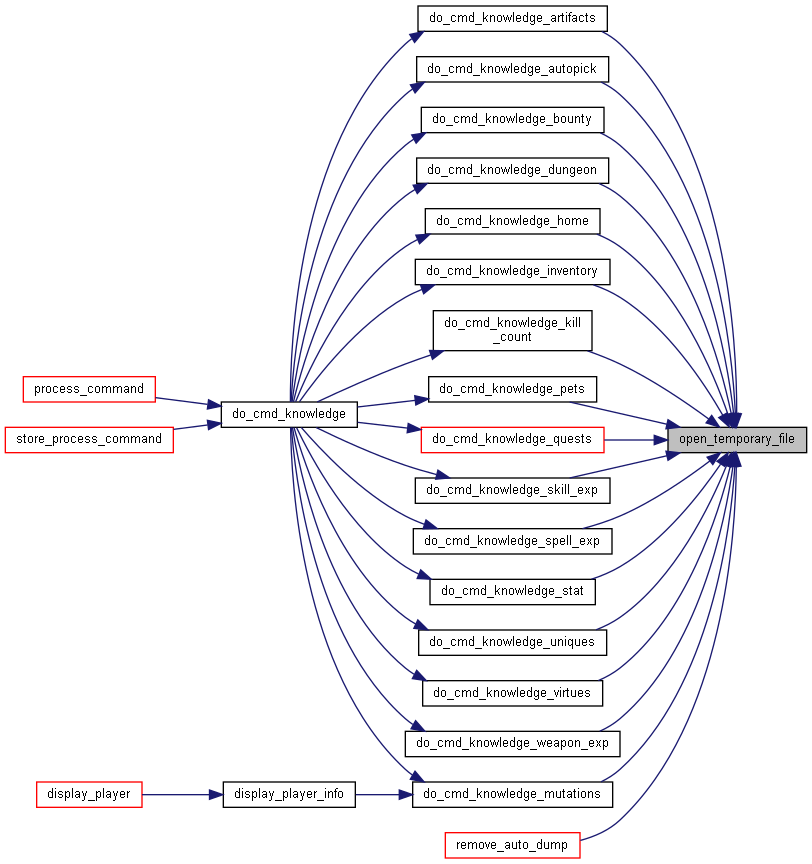 do_cmd_knowledge_artifacts
do_cmd_knowledge_autopick
do_cmd_knowledge_bounty
do_cmd_knowledge_dungeon
do_cmd_knowledge_home
do_cmd_knowledge_inventory
do_cmd_knowledge_kill
_count
do_cmd_knowledge_pets
process_command
do_cmd_knowledge
store_process_command
do_cmd_knowledge_quests
open_temporary_file
do_cmd_knowledge_skill_exp
do_cmd_knowledge_spell_exp
do_cmd_knowledge_stat
do_cmd_knowledge_uniques
do_cmd_knowledge_virtues
do_cmd_knowledge_weapon_exp
display_player
display_player_info
do_cmd_knowledge_mutations
remove_auto_dump